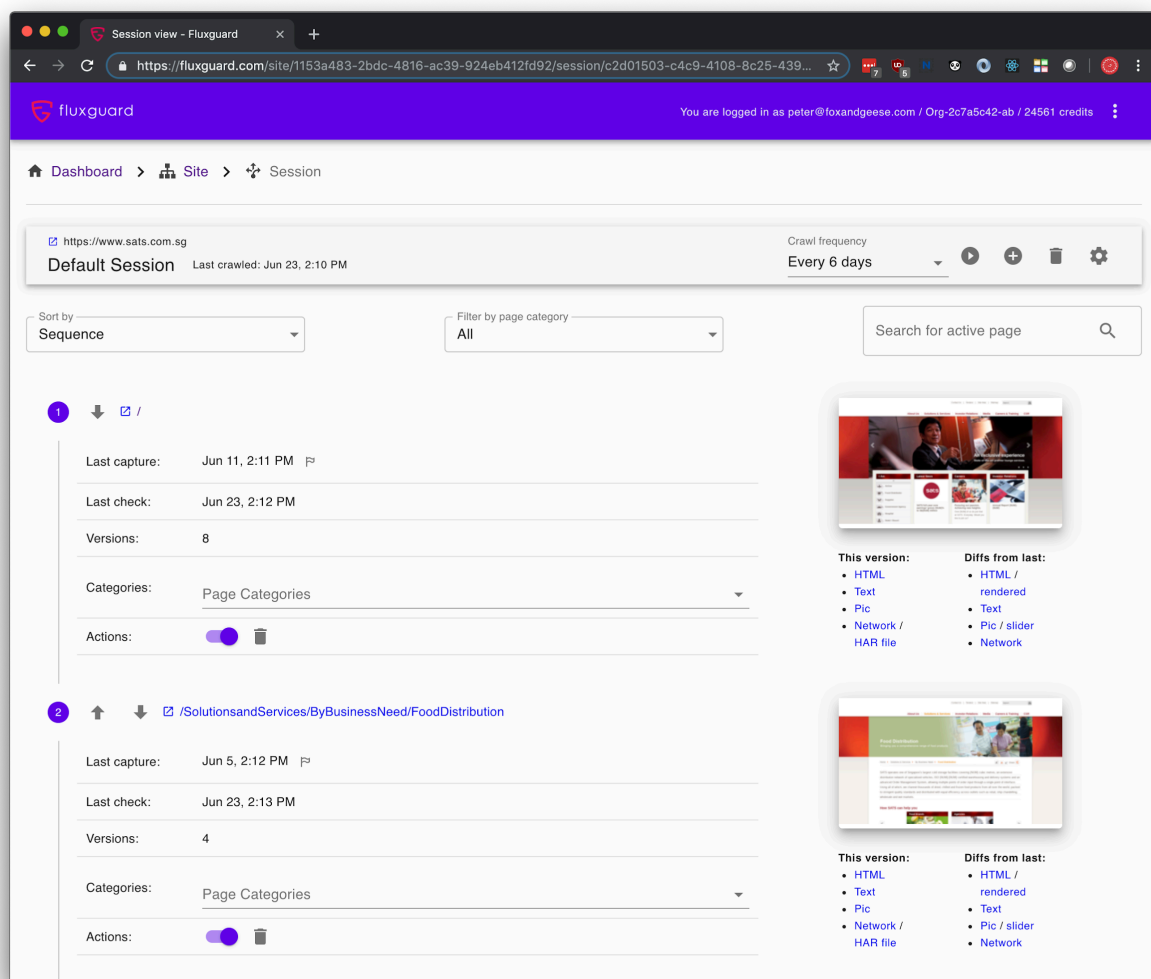 Session view - Fluxguard
https://fluxguard.com/site/1153a483-2bdc-4816-ac39-924eb412fd92/session/c2d01503-c4c9-4108-8c25-439...
7
5
fluxguard
You are logged in as peter@foxandgeese.com / Org-2c7a5c42-ab / 24561 credits
Dashboard > Site > Session
https://www.sats.com.sg
Default Session Last crawled: Jun 23, 2:10 PM
Crawl frequency
Every 6 days
Sort by
Sequence
Filter by page category
All
Search for active page
1 /
Last capture: Jun 11, 2:11 PM
Last check: Jun 23, 2:12 PM
Versions: 8
Categories: Page Categories
Actions:
This version:
HTML
Text
Pic
Network /
HAR file
Diffs from last:
HTML /
rendered
Text
Pic / slider
Network
2 /SolutionsandServices/ByBusinessNeed/FoodDistribution
Last capture: Jun 5, 2:12 PM
Last check: Jun 23, 2:13 PM
Versions: 4
Categories: Page Categories
Actions:
Food Distribution
This version:
HTML
Text
Pic
Network /
HAR file
Diffs from last:
HTML /
rendered
Text
Pic / slider
Network